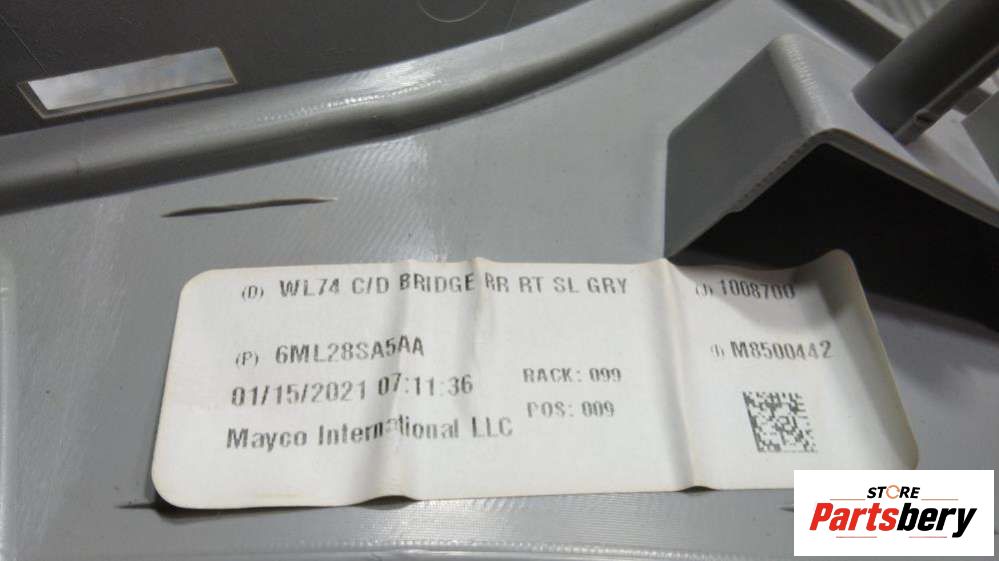 (D) WL74 C/D BRIDGE RR RT SL GRY (J) 1008700
(P) 6ML28SA5AA (I) M8500442
01/15/2021 07:11:36 RACK: 099
POS: 009
Mayco International LLC
STORE
Partsbery